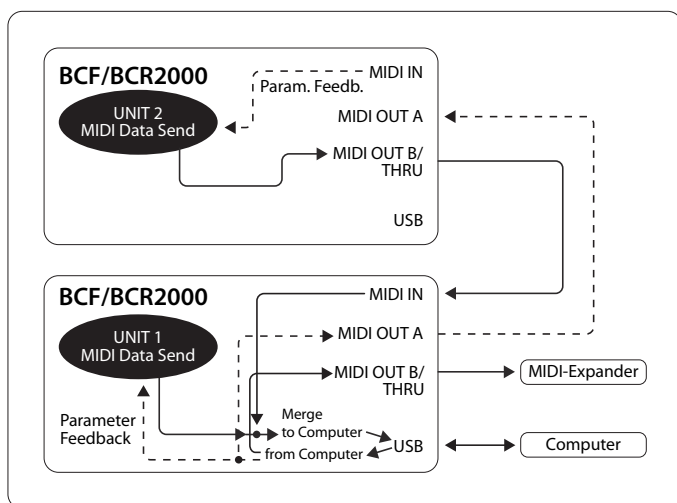 BCF/BCR2000
UNIT 2
MIDI Data Send
Param. Feedb.
MIDI IN
MIDI OUT A
MIDI OUT B/
THRU
USB
BCF/BCR2000
UNIT 1
MIDI Data Send
MIDI IN
MIDI OUT A
MIDI OUT B/
THRU
MIDI-Expander
Parameter
Feedback
Merge
to Computer
from Computer
USB
Computer